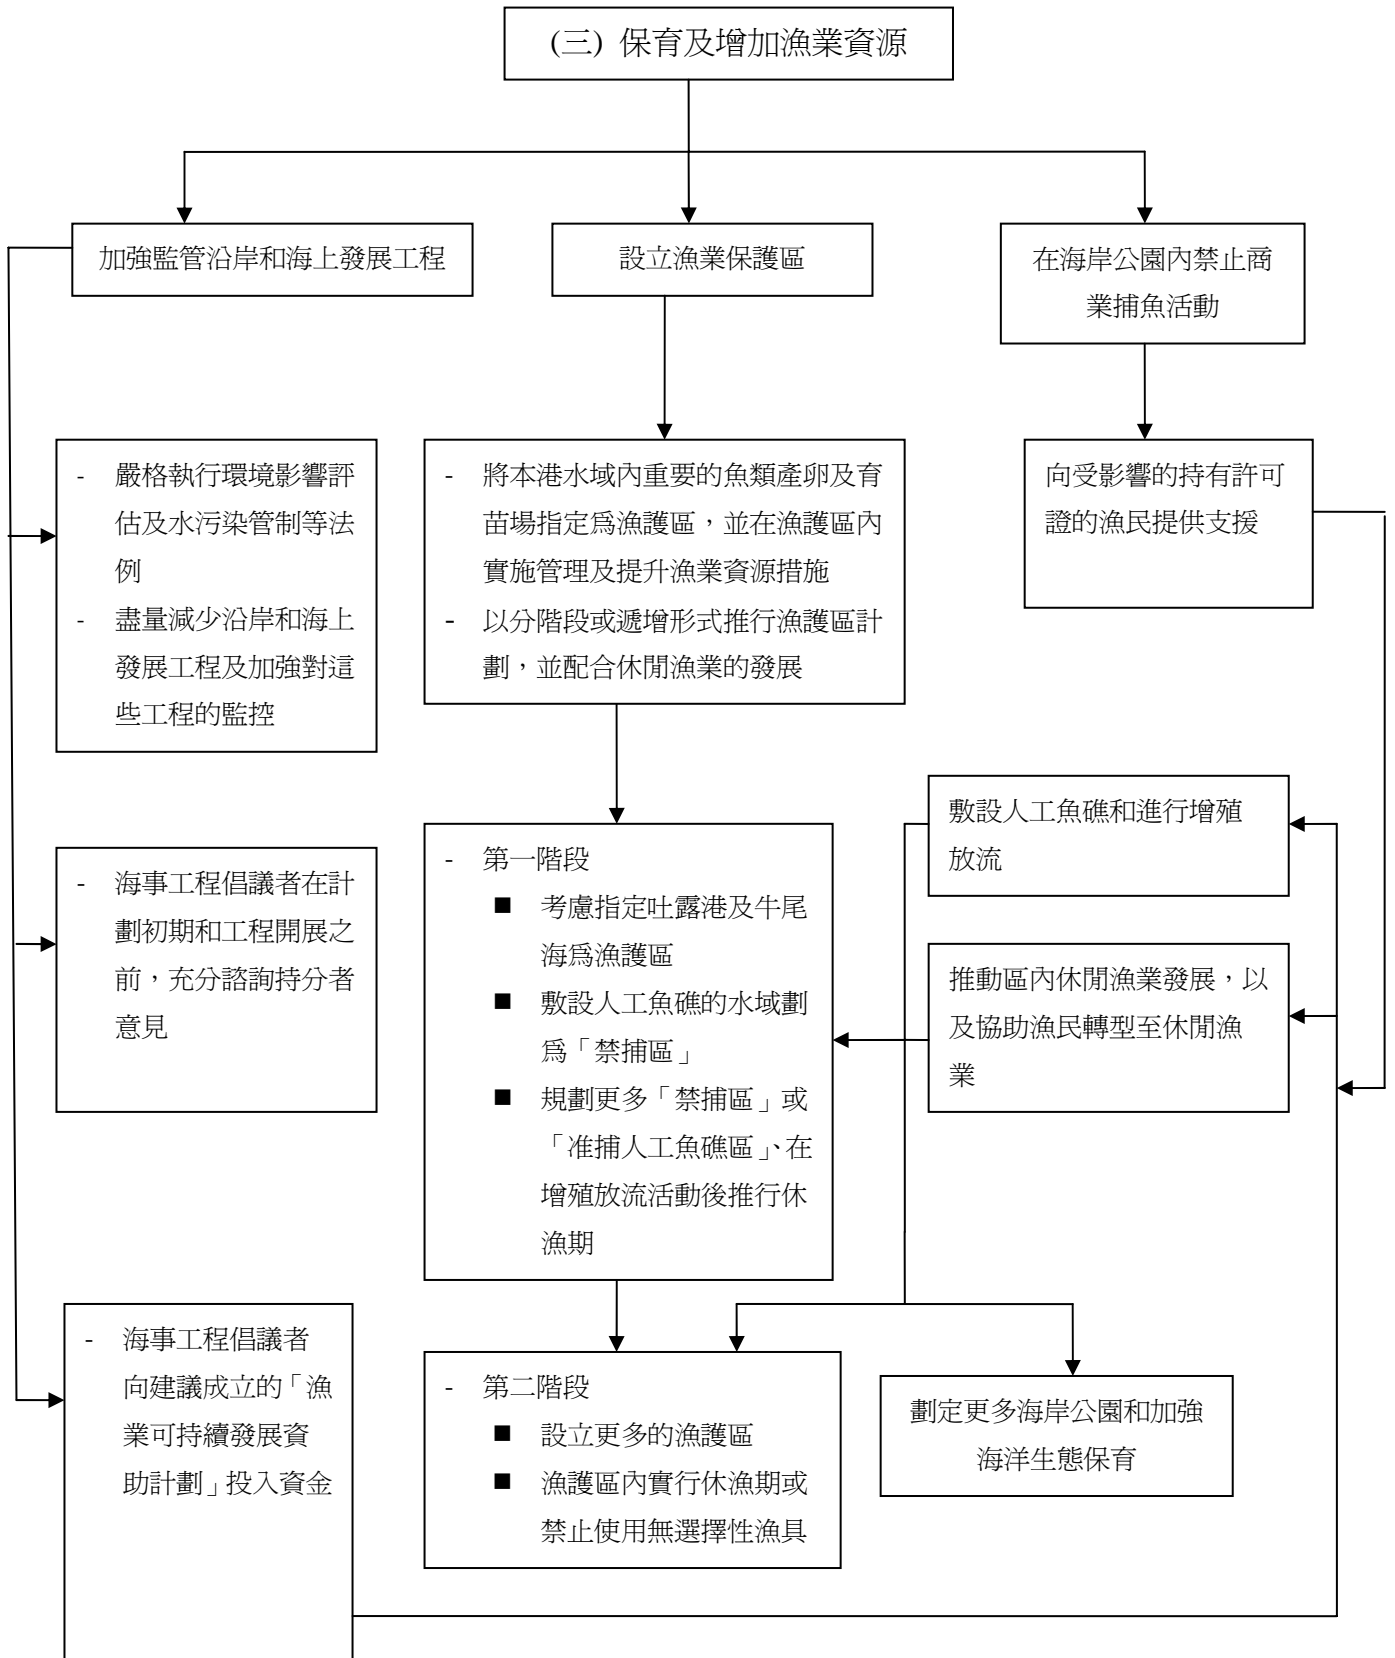 (三) 保育及增加漁業資源
加強監管沿岸和海上發展工程
設立漁業保護區
在海岸公園內禁止商
業捕魚活動
- 嚴格執行環境影響評
估及水污染管制等法
例
- 盡量減少沿岸和海上
發展工程及加強對這
些工程的監控
- 將本港水域內重要的魚類產卵及育
苗場指定為漁護區，並在漁護區內
實施管理及提升漁業資源措施
- 以分階段或遞增形式推行漁護區計
劃，並配合休閒漁業的發展
向受影響的持有許可
證的漁民提供支援
- 海事工程倡議者在計
劃初期和工程開展之
前，充分諮詢持分者
意見
- 第一階段
■ 考慮指定吐露港及牛尾
海為漁護區
■ 敷設人工魚礁的水域劃
為「禁捕區」
■ 規劃更多「禁捕區」或
「准捕人工魚礁區」、在
增殖放流活動後推行休
漁期
敷設人工魚礁和進行增殖
放流
推動區內休閒漁業發展，以
及協助漁民轉型至休閒漁
業
- 海事工程倡議者
向建議成立的「漁
業可持續發展資
助計劃」投入資金
- 第二階段
■ 設立更多的漁護區
■ 漁護區內實行休漁期或
禁止使用無選擇性漁具
劃定更多海岸公園和加強
海洋生態保育